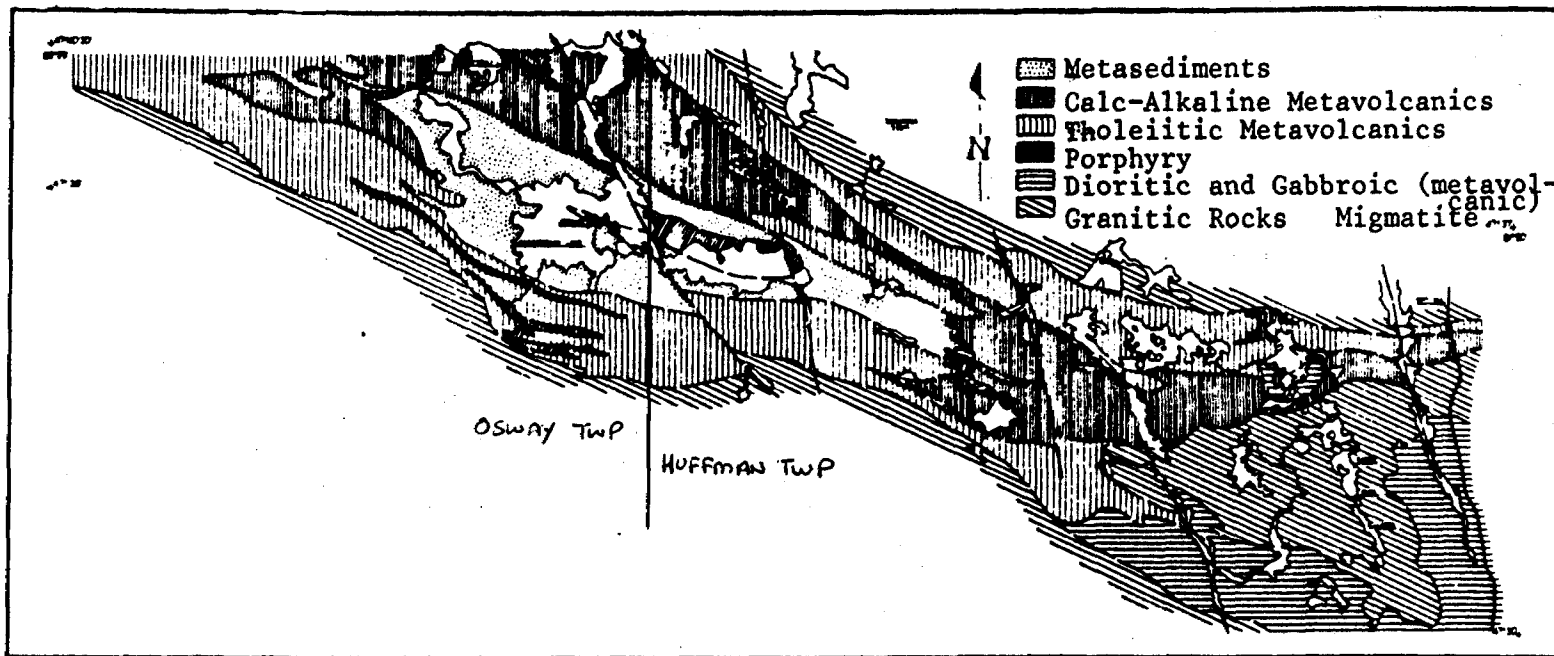 Metasediments
Calc-Alkaline Metavolcanics
Tholeiitic Metavolcanics
N
Porphyry
Dioritic and Gabbroic (metavol-
canic)
Granitic Rocks Migmatite
OSWAY TWP
HUFFMAN TWP